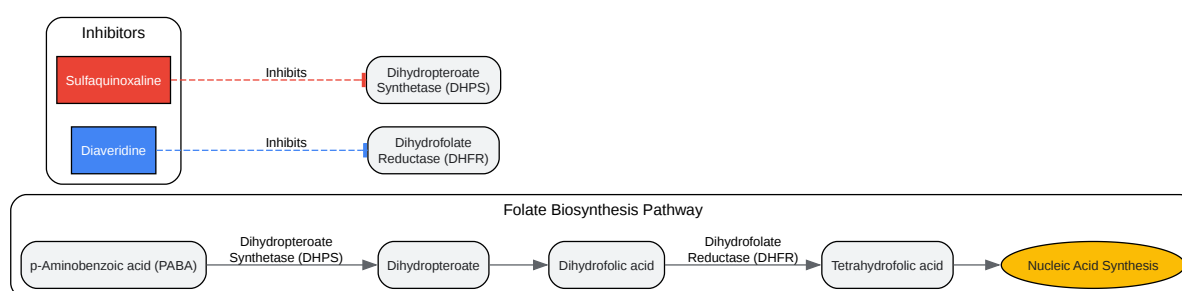 Inhibitors
Sulfaquinoxaline
Inhibits
Dihydropteroate
Synthetase (DHPS)
Diaveridine
Inhibits
Dihydrofolate
Reductase (DHFR)
Folate Biosynthesis Pathway
p-Aminobenzoic acid (PABA)
Dihydropteroate
Synthetase (DHPS)
Dihydropteroate
Dihydrofolic acid
Dihydrofolate
Reductase (DHFR)
Tetrahydrofolic acid
Nucleic Acid Synthesis